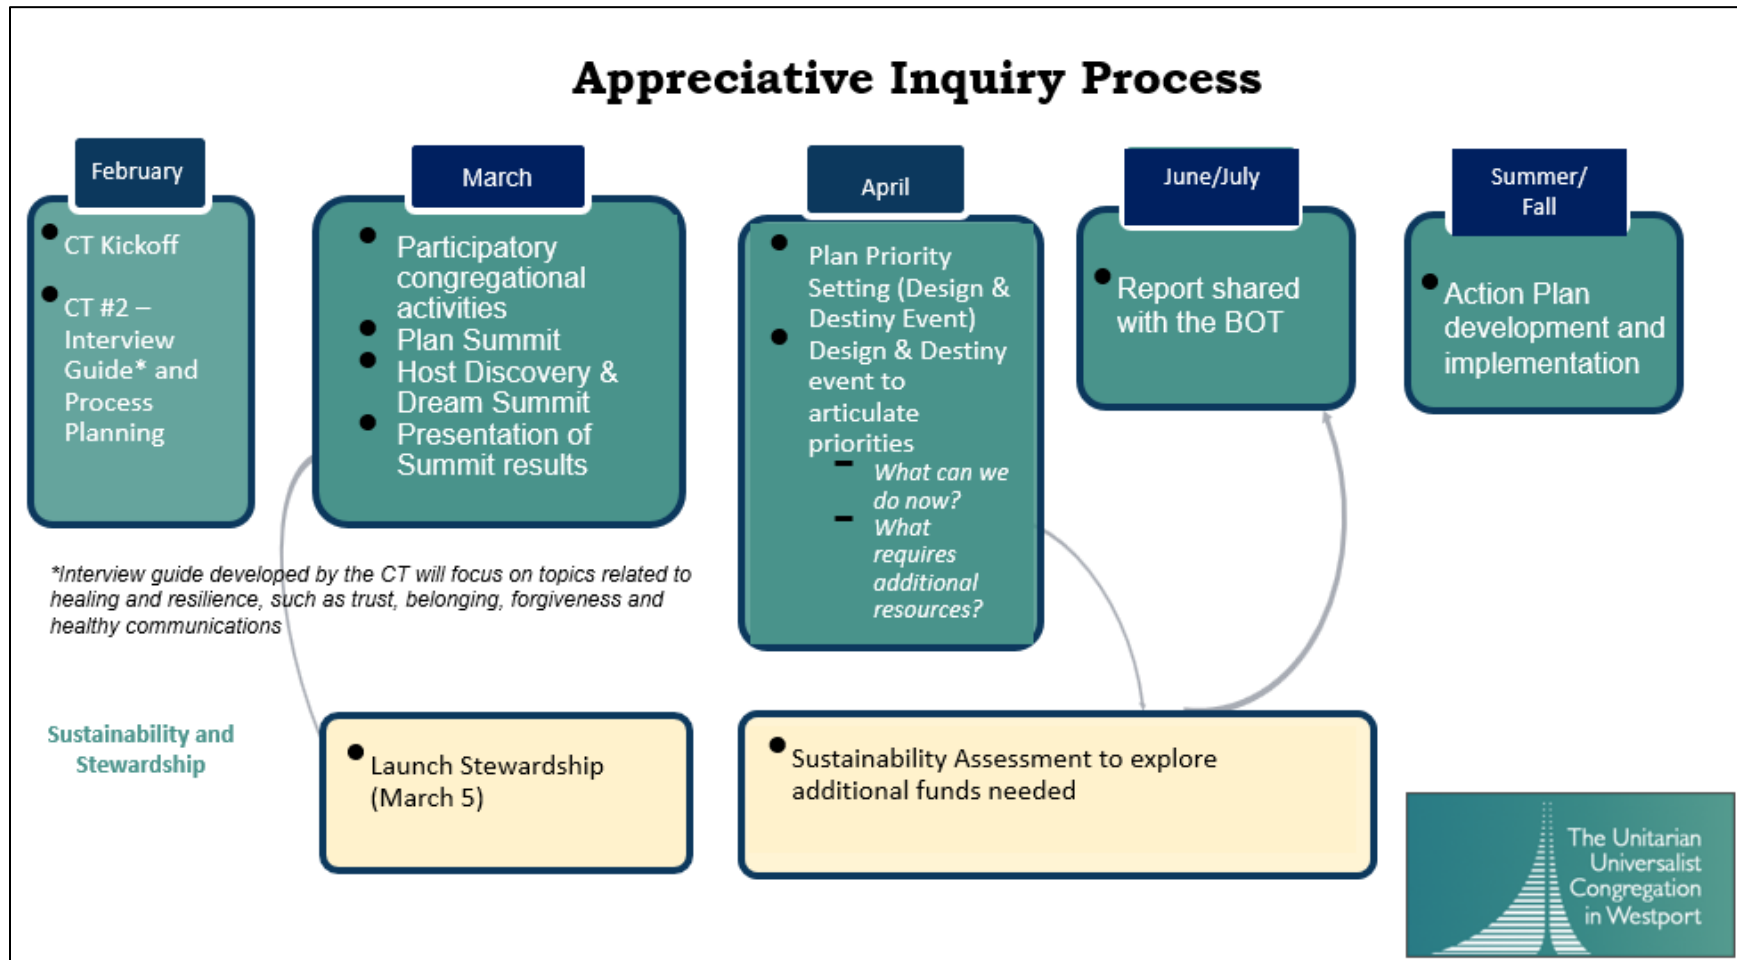 Appreciative Inquiry Process
February
CT Kickoff
CT #2 –
Interview
Guide* and
Process
Planning
March
Participatory
congregational
activities
Plan Summit
Host Discovery &
Dream Summit
Presentation of
Summit results
April
Plan Priority
Setting (Design &
Destiny Event)
Design & Destiny
event to
articulate
priorities
What can we
do now?
What
requires
additional
resources?
June/July
Report shared
with the BOT
Summer/
Fall
Action Plan
development and
implementation
*Interview guide developed by the CT will focus on topics related to
healing and resilience, such as trust, belonging, forgiveness and
healthy communications
Sustainability and
Stewardship
Launch Stewardship
(March 5)
Sustainability Assessment to explore
additional funds needed
The Unitarian
Universalist
Congregation
in Westport